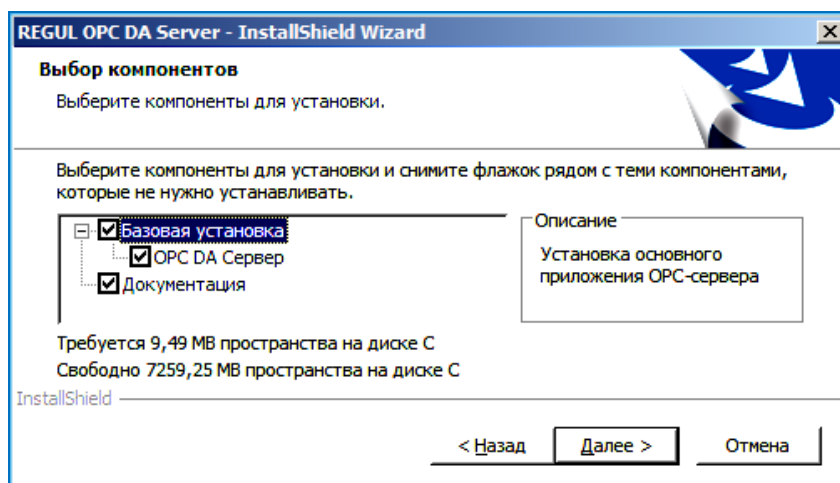 REGUL OPC DA Server - InstallShield Wizard
Выбор компонентов
Выберите компоненты для установки.
Выберите компоненты для установки и снимите флажок рядом с теми компонентами,
которые не нужно устанавливать.
Базовая установка
OPC DA Сервер
Документация
Описание
Установка основного
приложения OPC-сервера
Требуется 9,49 MB пространства на диске C
Свободно 7259,25 MB пространства на диске C
InstallShield
< Назад
Далее >
Отмена